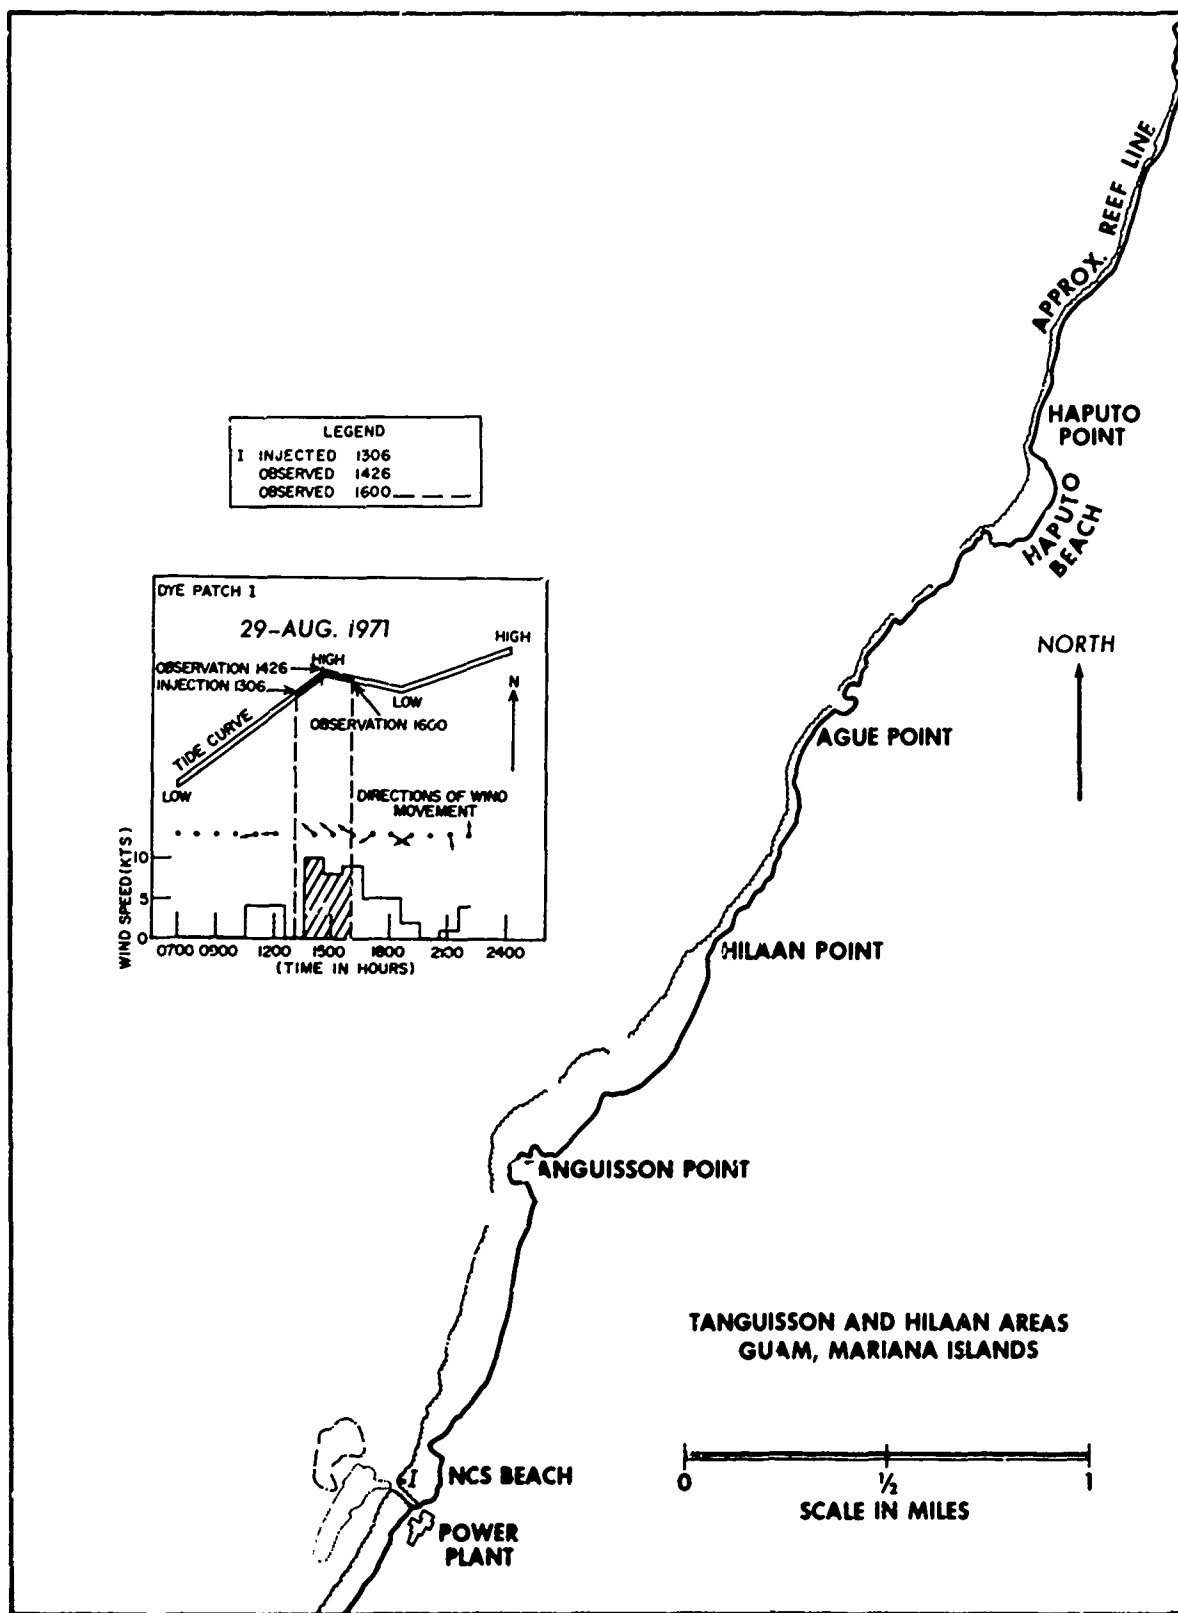 APPROX. REEF LINE
HAPUTO
POINT
HAPUTO
BEACH
LEGEND
I INJECTED 1306
OBSERVED 1426
OBSERVED 1600
DYE PATCH I
29-AUG. 1971
HIGH
HIGH
OBSERVATION 1426
INJECTION 1306
N
LOW
OBSERVATION 1600
TIDE CURVE
LOW
DIRECTIONS OF WIND
MOVEMENT
WIND SPEED (KTS)
10
5
0
0700 0900 1200 1500 1800 2100 2400
(TIME IN HOURS)
NORTH
AGUE POINT
HILAAN POINT
ANGUISSON POINT
TANGUISSON AND HILAAN AREAS
GUAM, MARIANA ISLANDS
0 ½ 1
SCALE IN MILES
I
NCS BEACH
POWER
PLANT